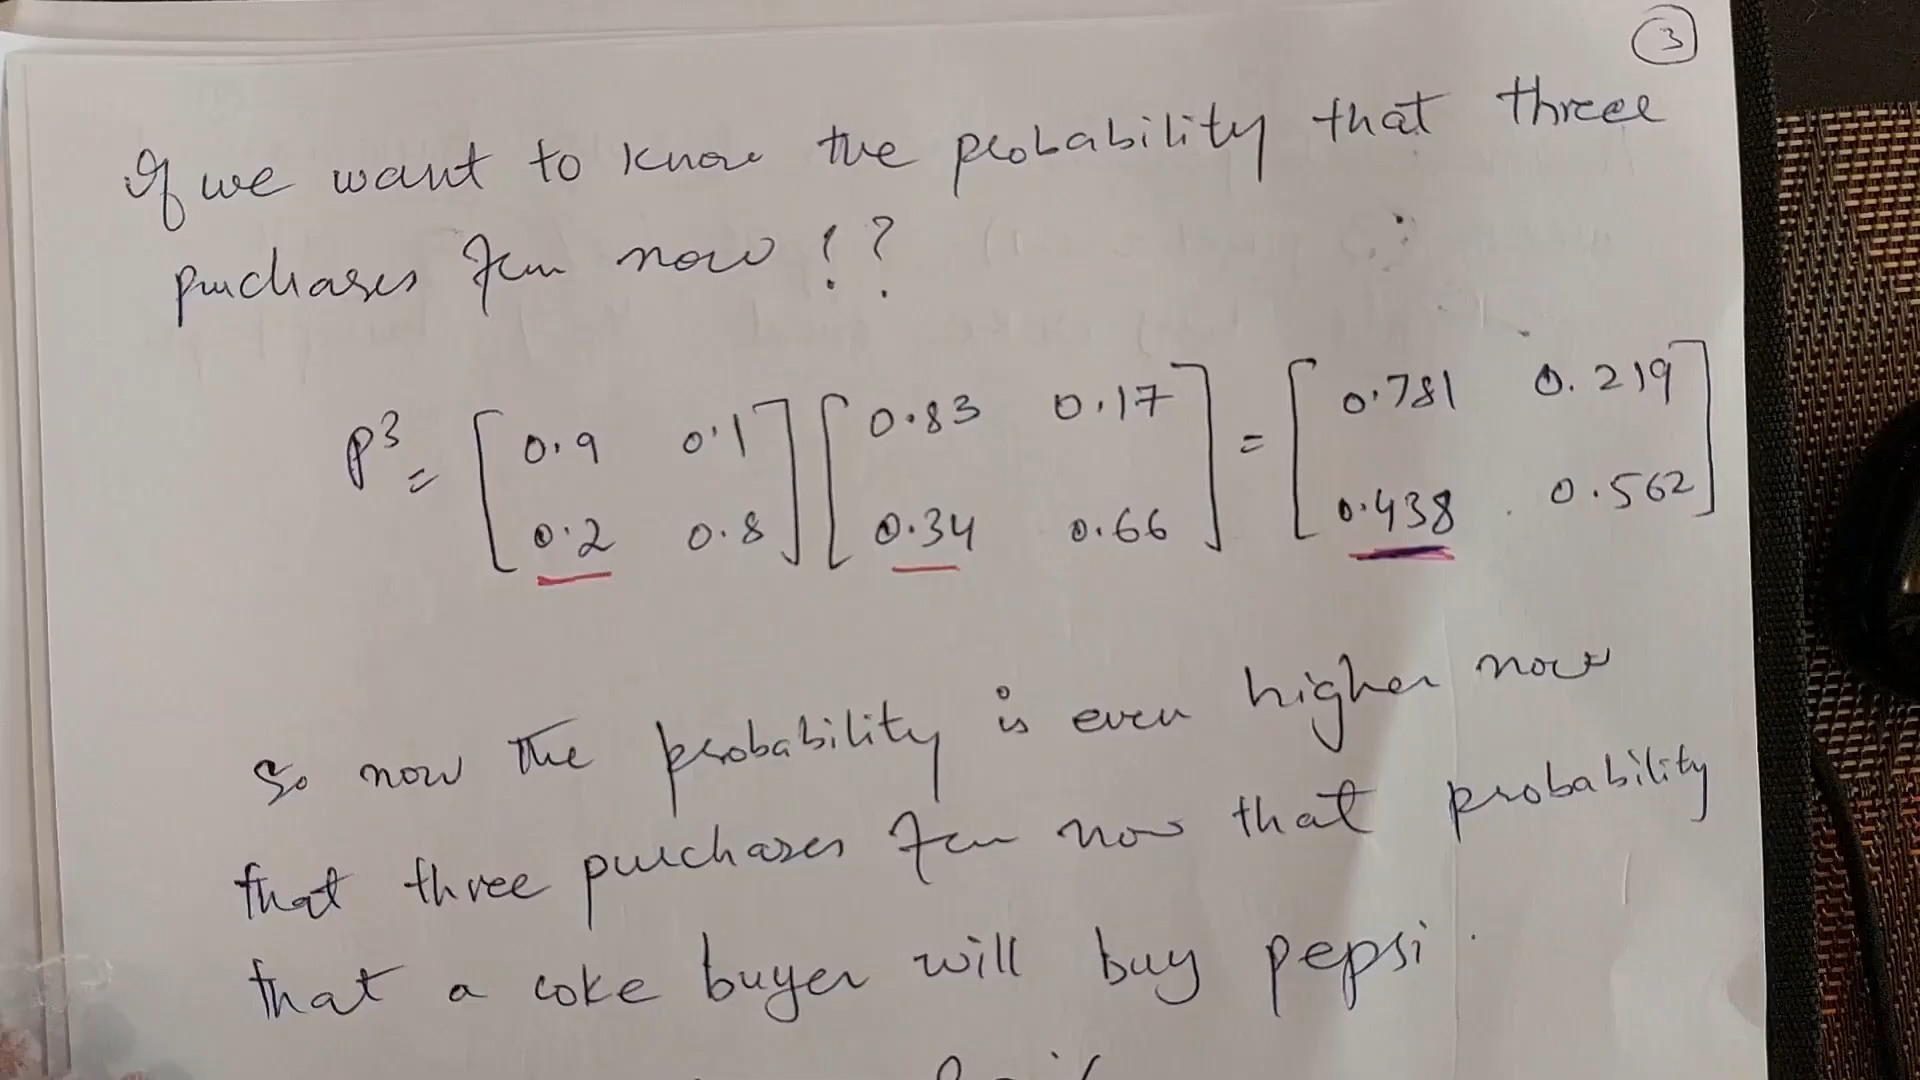 3
If we want to know the probability that three
purchases from now !?
P³ = [ 0.9 0.1 ] [ 0.83 0.17 ] = [ 0.781 0.219 ]
[ 0.2 0.8 ] [ 0.34 0.66 ] [ 0.438 0.562 ]
So now the probability is even higher now
that three purchases from now that probability
that a coke buyer will buy pepsi.